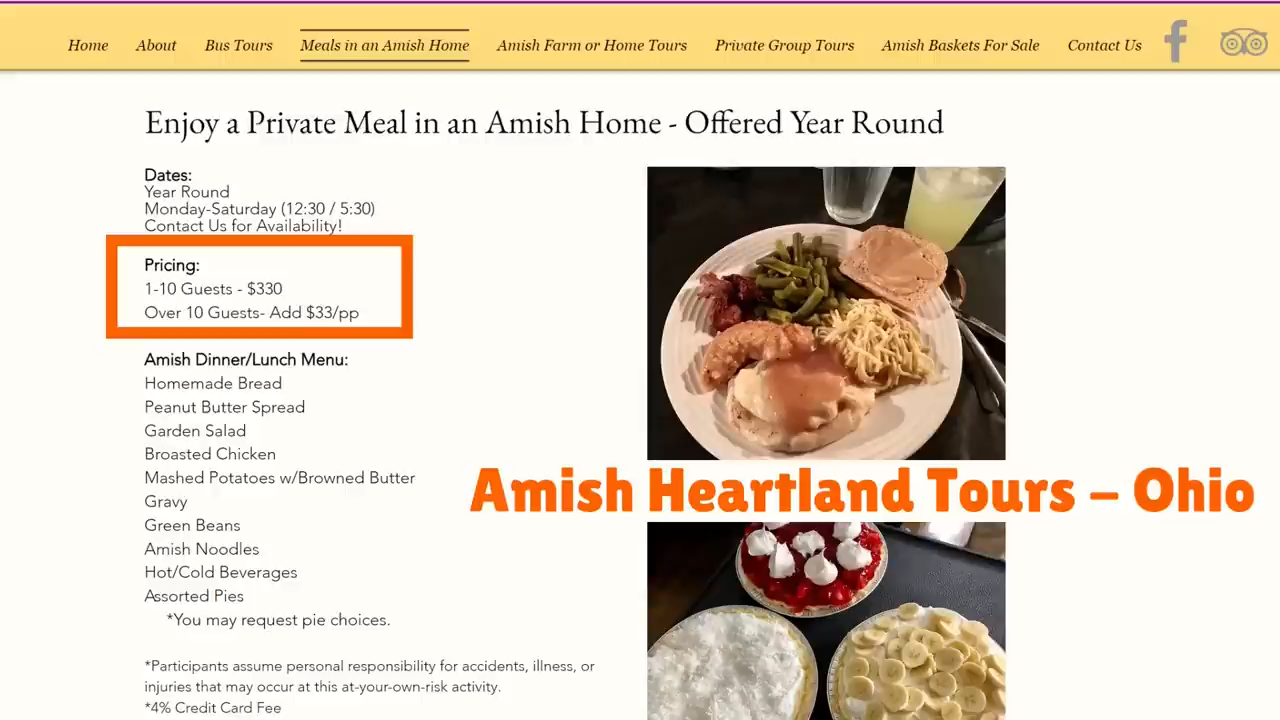 Home About Bus Tours Meals in an Amish Home Amish Farm or Home Tours Private Group Tours Amish Baskets For Sale Contact Us
Enjoy a Private Meal in an Amish Home - Offered Year Round
Dates:
Year Round
Monday-Saturday (12:30 / 5:30)
Contact Us for Availability!
Pricing:
1-10 Guests - $330
Over 10 Guests- Add $33/pp
Amish Dinner/Lunch Menu:
Homemade Bread
Peanut Butter Spread
Garden Salad
Broasted Chicken
Mashed Potatoes w/Browned Butter
Gravy
Green Beans
Amish Noodles
Hot/Cold Beverages
Assorted Pies
*You may request pie choices.
*Participants assume personal responsibility for accidents, illness, or
injuries that may occur at this at-your-own-risk activity.
*4% Credit Card Fee
Amish Heartland Tours – Ohio